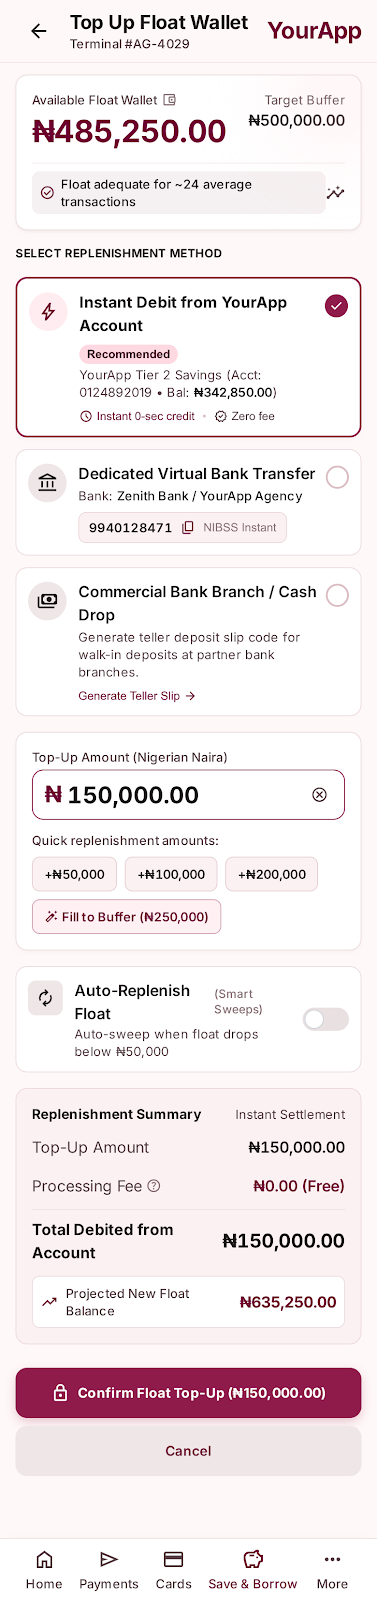 Top Up Float Wallet
Terminal #AG-4029
YourApp
Available Float Wallet
₦485,250.00
Target Buffer
₦500,000.00
Float adequate for ~24 average
transactions
SELECT REPLENISHMENT METHOD
Instant Debit from YourApp
Account
Recommended
YourApp Tier 2 Savings (Acct:
0124892019 • Bal: ₦342,850.00)
Instant 0-sec credit • Zero fee
Dedicated Virtual Bank Transfer
Bank: Zenith Bank / YourApp Agency
9940128471 NIBSS Instant
Commercial Bank Branch / Cash
Drop
Generate teller deposit slip code for
walk-in deposits at partner bank
branches.
Generate Teller Slip →
Top-Up Amount (Nigerian Naira)
₦ 150,000.00
Quick replenishment amounts:
+₦50,000 +₦100,000 +₦200,000
Fill to Buffer (₦250,000)
Auto-Replenish
Float
(Smart
Sweeps)
Auto-sweep when float drops
below ₦50,000
Replenishment Summary Instant Settlement
Top-Up Amount ₦150,000.00
Processing Fee ₦0.00 (Free)
Total Debited from
Account
₦150,000.00
Projected New Float
Balance
₦635,250.00
Confirm Float Top-Up (₦150,000.00)
Cancel
Home Payments Cards Save & Borrow More